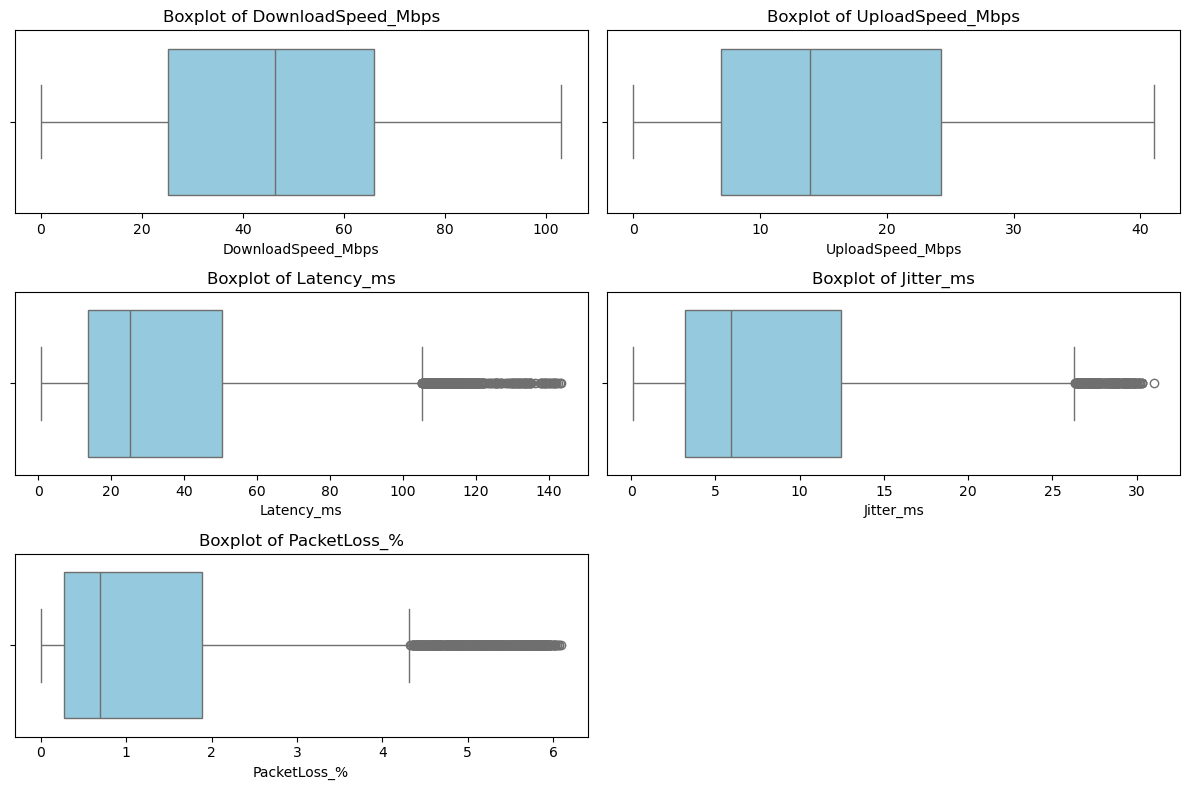 Boxplot of DownloadSpeed_Mbps
0 20 40 60 80 100
DownloadSpeed_Mbps
Boxplot of UploadSpeed_Mbps
0 10 20 30 40
UploadSpeed_Mbps
Boxplot of Latency_ms
0 20 40 60 80 100 120 140
Latency_ms
Boxplot of Jitter_ms
0 5 10 15 20 25 30
Jitter_ms
Boxplot of PacketLoss_%
0 1 2 3 4 5 6
PacketLoss_%